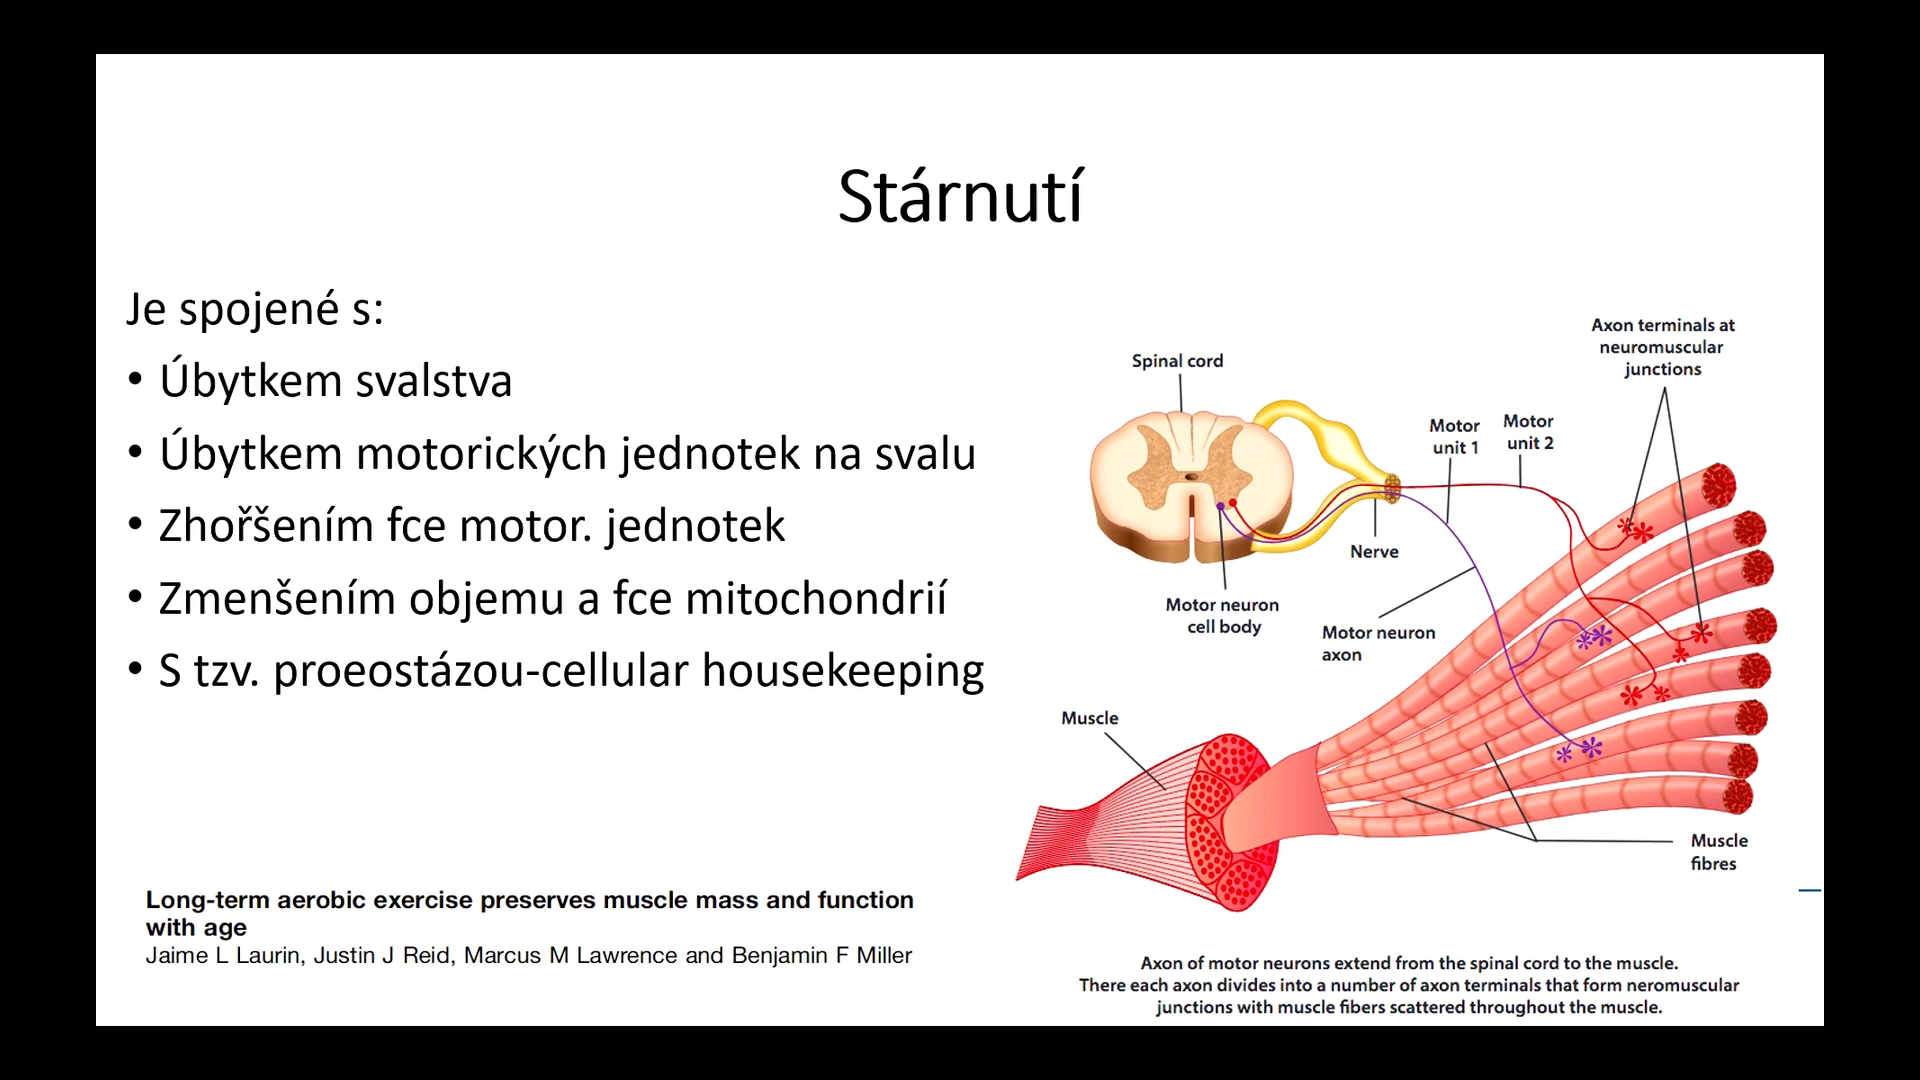 Stárnutí
Je spojené s:
• Úbytkem svalstva
• Úbytkem motorických jednotek na svalu
• Zhořšením fce motor. jednotek
• Zmenšením objemu a fce mitochondrií
• S tzv. proeostázou-cellular housekeeping
Long-term aerobic exercise preserves muscle mass and function
with age
Jaime L Laurin, Justin J Reid, Marcus M Lawrence and Benjamin F Miller
Axon terminals at
neuromuscular
junctions
Spinal cord
Motor
unit 1
Motor
unit 2
Nerve
Motor neuron
cell body
Motor neuron
axon
Muscle
Muscle
fibres
Axon of motor neurons extend from the spinal cord to the muscle.
There each axon divides into a number of axon terminals that form neromuscular
junctions with muscle fibers scattered throughout the muscle.